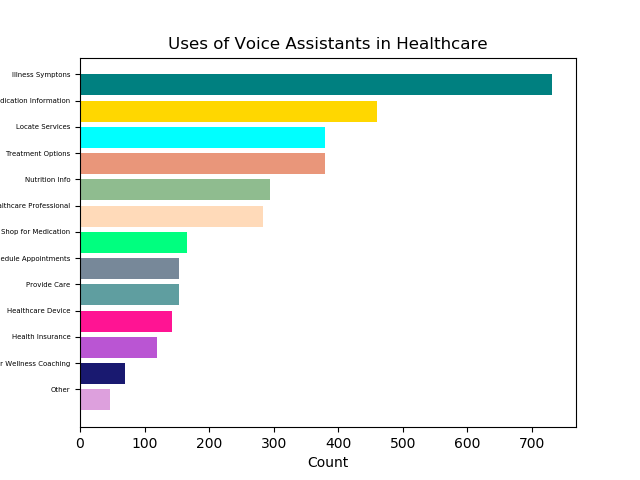 Uses of Voice Assistants in Healthcare
Illness Symptons
dication Information
Locate Services
Treatment Options
Nutrition Info
althcare Professional
Shop for Medication
edule Appointments
Provide Care
Healthcare Device
Health Insurance
r Wellness Coaching
Other
0 100 200 300 400 500 600 700
Count